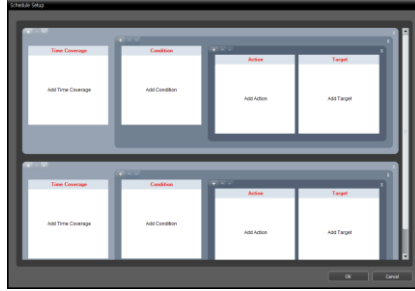 Schedule Setup
x
x
x
Time Coverage
Condition
Action
Target
Add Time Coverage
Add Condition
Add Action
Add Target
x
x
x
Time Coverage
Condition
Action
Target
Add Time Coverage
Add Condition
Add Action
Add Target
OK
Cancel